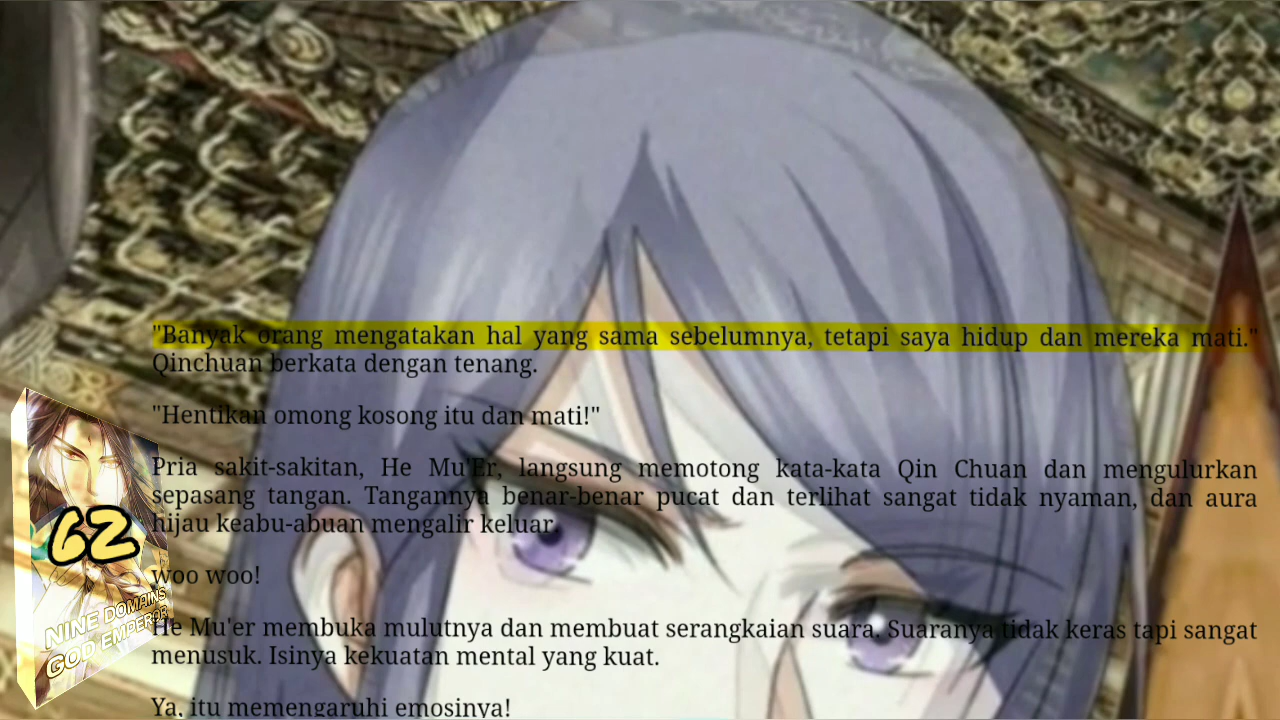 "Banyak orang mengatakan hal yang sama sebelumnya, tetapi saya hidup dan mereka mati."
Qinchuan berkata dengan tenang.
"Hentikan omong kosong itu dan mati!"
Pria sakit-sakitan, He Mu'Er, langsung memotong kata-kata Qin Chuan dan mengulurkan
sepasang tangan. Tangannya benar-benar pucat dan terlihat sangat tidak nyaman, dan aura
hijau keabu-abuan mengalir keluar.
woo woo!
He Mu'er membuka mulutnya dan membuat serangkaian suara. Suaranya tidak keras tapi sangat
menusuk. Isinya kekuatan mental yang kuat.
Ya, itu memengaruhi emosinya!
62
NINE DOMAINS
GOD EMPEROR